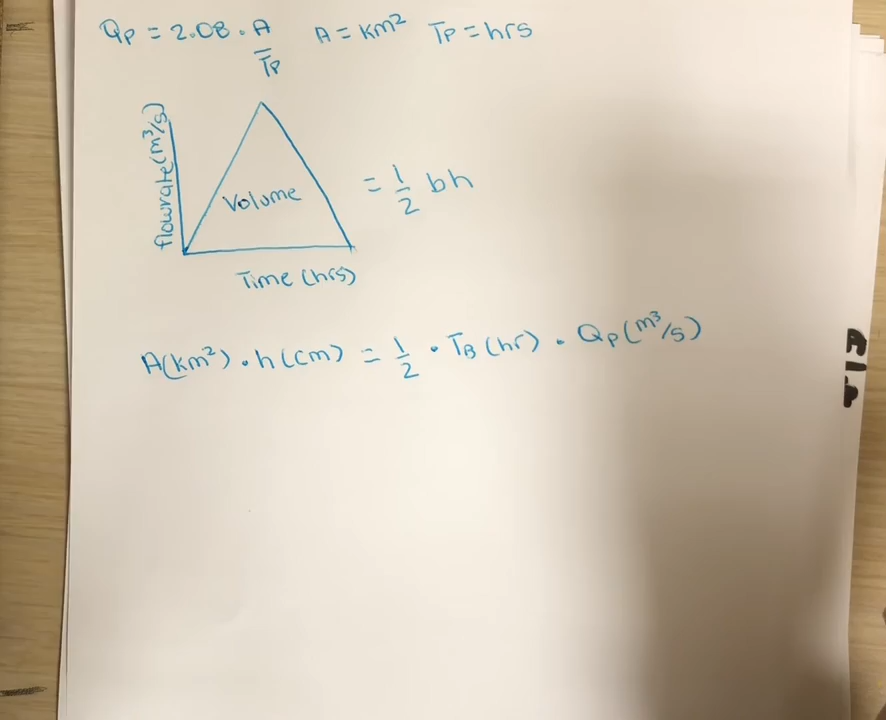 Qp = 2.08 · A/Tp A = km² Tp = hrs
flowrate (m³/s)
Volume
= 1/2 bh
Time (hrs)
A(km²) · h(cm) = 1/2 · TB (hr) · Qp (m³/s)